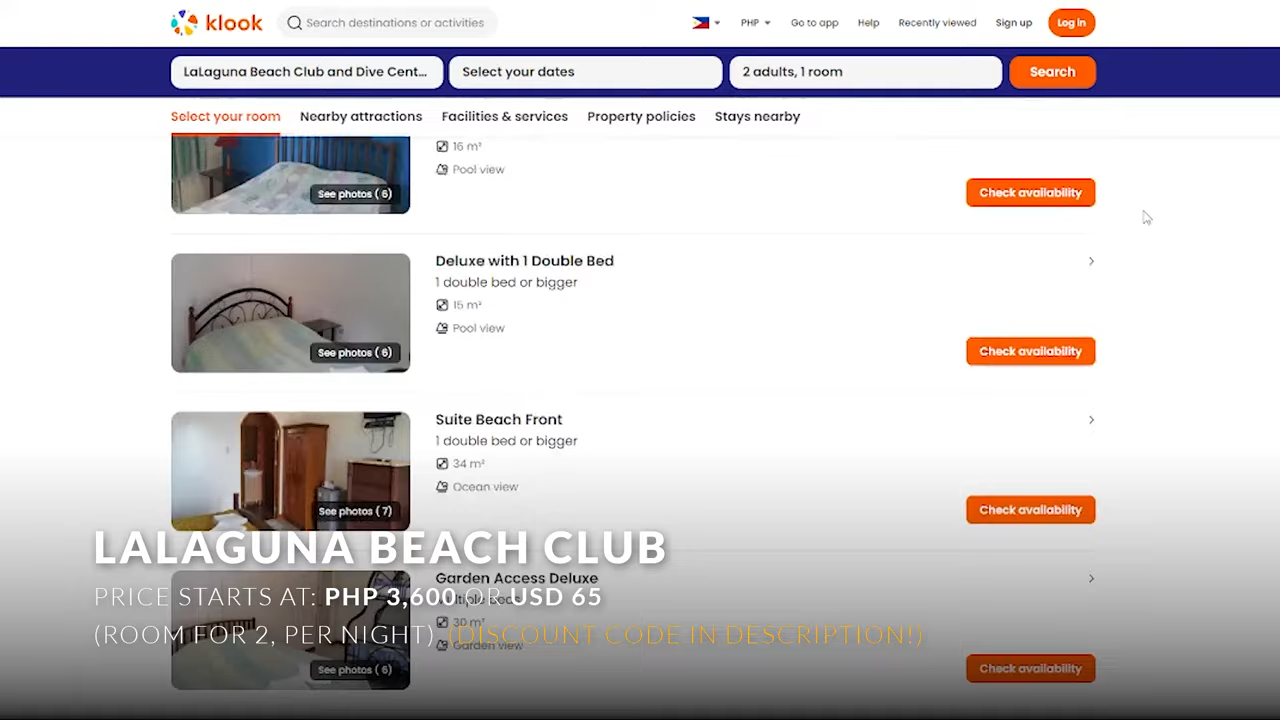 klook
Search destinations or activities
PHP
Go to app
Help
Recently viewed
Sign up
Log in
LaLaguna Beach Club and Dive Cent...
Select your dates
2 adults, 1 room
Search
Select your room
Nearby attractions
Facilities & services
Property policies
Stays nearby
16 m²
Pool view
See photos ( 6)
Check availability
Deluxe with 1 Double Bed
1 double bed or bigger
15 m²
Pool view
See photos ( 6)
Check availability
Suite Beach Front
1 double bed or bigger
34 m²
Ocean view
See photos ( 7)
Check availability
LALAGUNA BEACH CLUB
Garden Access Deluxe
PRICE STARTS AT: PHP 3,600 OR USD 65
Multiple beds
30 m²
(ROOM FOR 2, PER NIGHT) (DISCOUNT CODE IN DESCRIPTION!)
Garden view
See photos ( 6)
Check availability